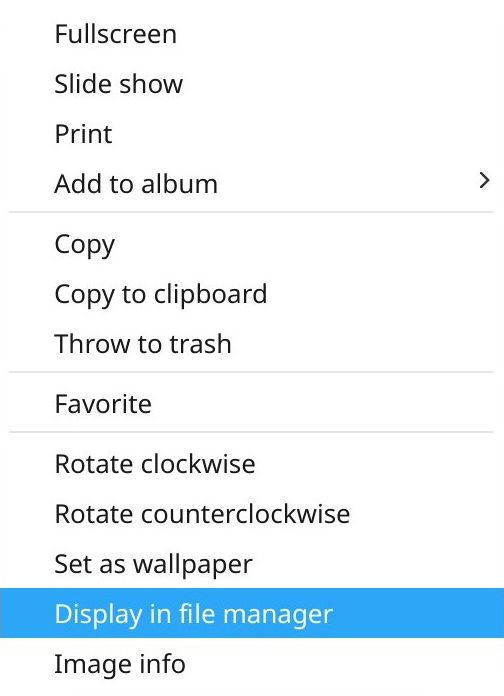 Fullscreen
Slide show
Print
Add to album
Copy
Copy to clipboard
Throw to trash
Favorite
Rotate clockwise
Rotate counterclockwise
Set as wallpaper
Display in file manager
Image info